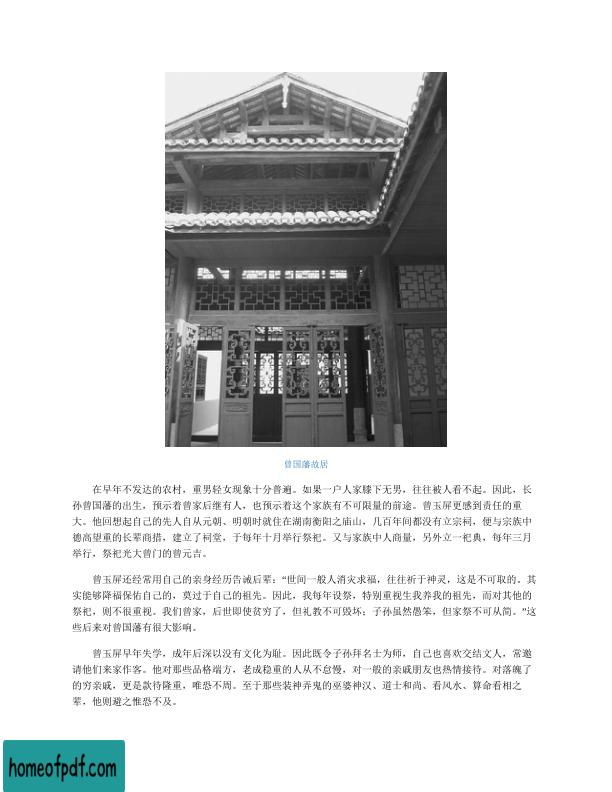 曾国藩故居
在早年不发达的农村，重男轻女现象十分普遍。如果一户人家膝下无男，往往被人看不起。因此，长
孙曾国藩的出生，预示着曾家后继有人，也预示着这个家族有不可限量的前途。曾玉屏更感到责任的重
大。他回想起自己的先人自从元朝、明朝时就住在湖南衡阳之庙山，几百年间都没有立宗祠，便与宗族中
德高望重的长辈商措，建立了祠堂，于每年十月举行祭祀。又与家族中人商量，另外立一祀典，每年三月
举行，祭祀光大曾门的曾元吉。
曾玉屏还经常用自己的亲身经历告诫后辈：“世间一般人消灾求福，往往祈于神灵，这是不可取的。其
实能够降福保佑自己的，莫过于自己的祖先。因此，我每年设祭，特别重视生我养我的祖先，而对其他的
祭祀，则不很重视。我们曾家，后世即使贫穷了，但礼教不可毁坏；子孙虽然愚笨，但家祭不可从简。”这
些后来对曾国藩有很大影响。
曾玉屏早年失学，成年后深以没有文化为耻。因此既令子孙拜名士为师，自己也喜欢交结文人，常邀
请他们来家作客。他对那些品格端方，老成稳重的人从不怠慢，对一般的亲戚朋友也热情接待。对落魄了
的穷亲戚，更是款待隆重，唯恐不周。至于那些装神弄鬼的巫婆神汉、道士和尚、看风水、算命看相之
辈，他则避之惟恐不及。
homeofpdf.com